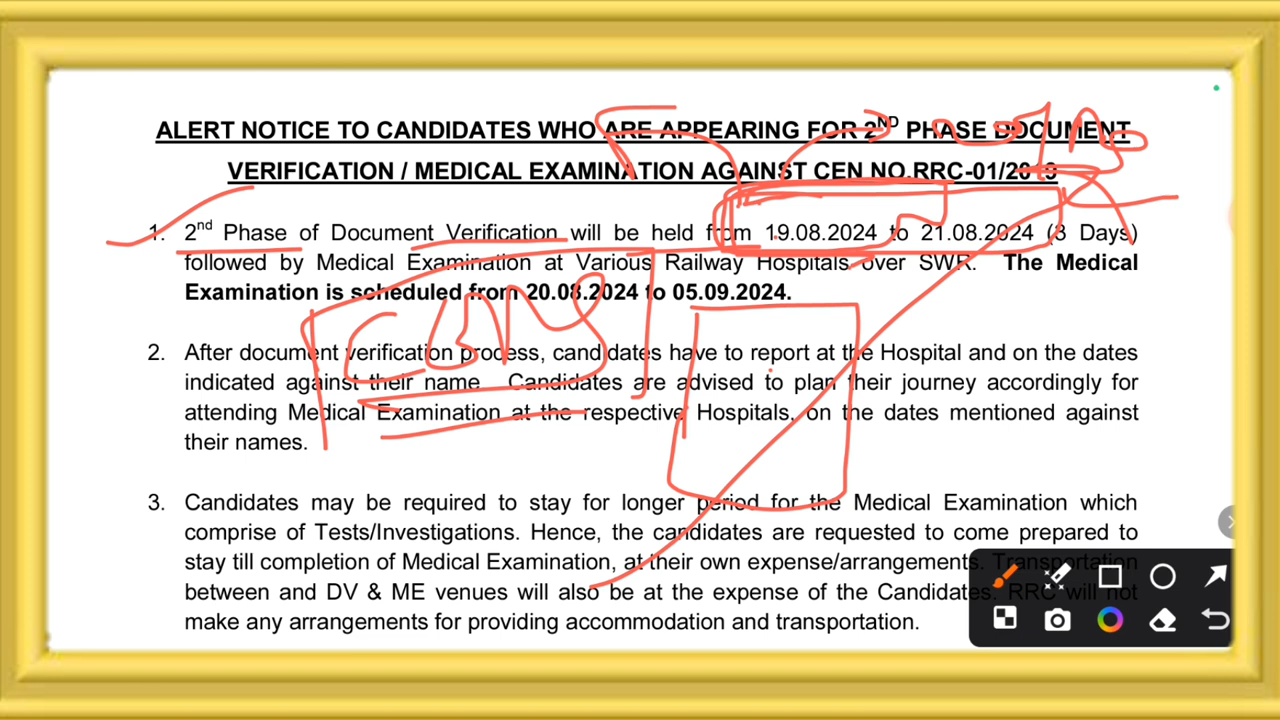 ALERT NOTICE TO CANDIDATES WHO ARE APPEARING FOR 2ND PHASE DOCUMENT
VERIFICATION / MEDICAL EXAMINATION AGAINST CEN NO.RRC-01/2019
1. 2nd Phase of Document Verification will be held from 19.08.2024 to 21.08.2024 (3 Days)
followed by Medical Examination at Various Railway Hospitals over SWR. The Medical
Examination is scheduled from 20.08.2024 to 05.09.2024.
2. After document verification process, candidates have to report at the Hospital and on the dates
indicated against their name. Candidates are advised to plan their journey accordingly for
attending Medical Examination at the respective Hospitals, on the dates mentioned against
their names.
3. Candidates may be required to stay for longer period for the Medical Examination which
comprise of Tests/Investigations. Hence, the candidates are requested to come prepared to
stay till completion of Medical Examination, at their own expense/arrangements. Transportation
between and DV & ME venues will also be at the expense of the Candidates. RRC will not
make any arrangements for providing accommodation and transportation.